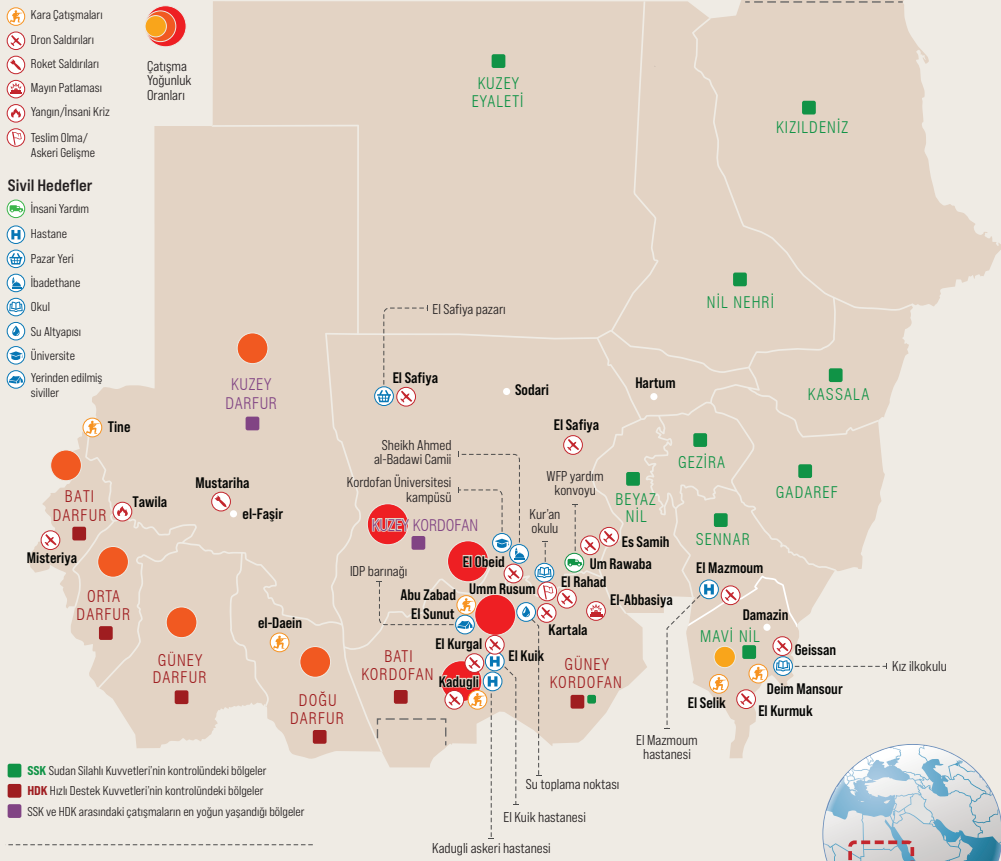 Kara Çatışmaları
Dron Saldırıları
Roket Saldırıları
Mayın Patlaması
Yangın/İnsani Kriz
Teslim Olma/
Askeri Gelişme
Çatışma
Yoğunluk
Oranları
Sivil Hedefler
İnsani Yardım
Hastane
Pazar Yeri
İbadethane
Okul
Su Altyapısı
Üniversite
Yerinden edilmiş
siviller
KUZEY
EYALETİ
KIZILDENİZ
NİL NEHRİ
KASSALA
El Safiya pazarı
El Safiya
Sodari
Hartum
KUZEY
DARFUR
Tine
El Safiya
GEZİRA
GADAREF
BEYAZ
NİL
SENNAR
Sheikh Ahmed
al-Badawi Camii
Kordofan Üniversitesi
kampüsü
WFP yardım
konvoyu
Kur'an
okulu
BATI
DARFUR
Tawila
Mustariha
el-Faşir
Misteriya
KUZEY KORDOFAN
El Obeid
Es Samih
Um Rawaba
IDP barınağı
Umm Rusum
El Rahad
El-Abbasiya
El Mazmoum
Abu Zabad
El Sunut
Kartala
ORTA
DARFUR
el-Daein
Damazin
MAVİ NİL
Geissan
Kız ilkokulu
Deim Mansour
El Selik
El Kurmuk
GÜNEY
DARFUR
BATI
KORDOFAN
El Kurgal
El Kuik
Kadugli
GÜNEY
KORDOFAN
DOĞU
DARFUR
El Mazmoum
hastanesi
Su toplama noktası
El Kuik hastanesi
Kadugli askeri hastanesi
SSK Sudan Silahlı Kuvvetleri'nin kontrolündeki bölgeler
HDK Hızlı Destek Kuvvetleri'nin kontrolündeki bölgeler
SSK ve HDK arasındaki çatışmaların en yoğun yaşandığı bölgeler